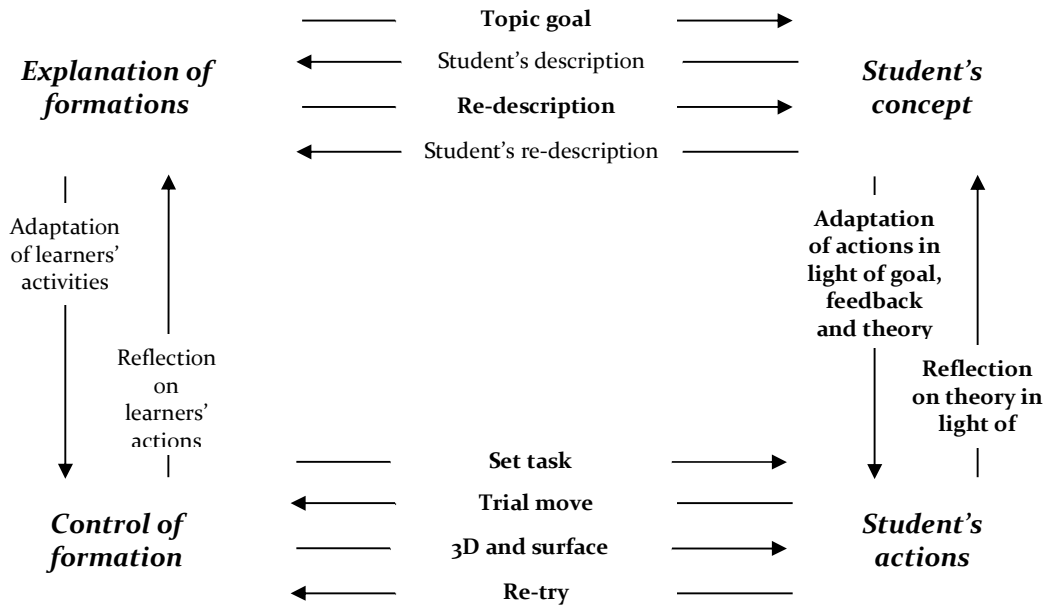 Topic goal
Student’s description
Re-description
Student’s re-description
Explanation of
formations
Student’s
concept
Adaptation
of learners’
activities
Reflection
on
learners’
actions
Adaptation
of actions in
light of goal,
feedback
and theory
Reflection
on theory in
light of
Set task
Trial move
3D and surface
Re-try
Control of
formation
Student’s
actions